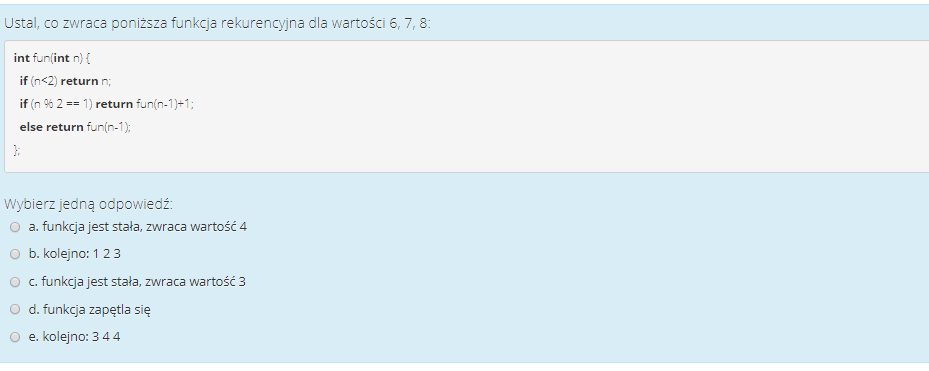 Ustal, co zwraca poniższa funkcja rekurencyjna dla wartości 6, 7, 8:
int fun(int n) {
if (n<2) return n;
if (n % 2 == 1) return fun(n-1)+1;
else return fun(n-1);
};
Wybierz jedną odpowiedź:
a. funkcja jest stała, zwraca wartość 4
b. kolejno: 1 2 3
c. funkcja jest stała, zwraca wartość 3
d. funkcja zapętla się
e. kolejno: 3 4 4